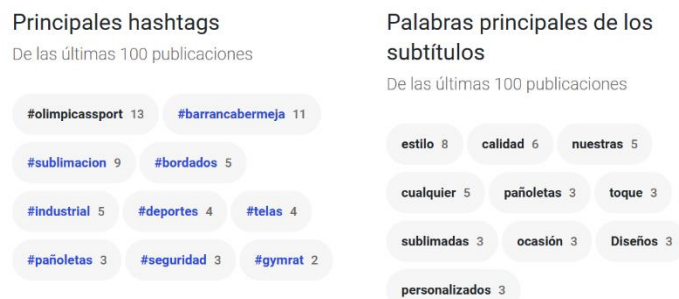 Principales hashtags
De las últimas 100 publicaciones
#olimpicassport 13 #barrancabermeja 11
#sublimacion 9 #bordados 5
#industrial 5 #deportes 4 #telas 4
#pañoletas 3 #seguridad 3 #gymrat 2
Palabras principales de los
subtítulos
De las últimas 100 publicaciones
estilo 8 calidad 6 nuestras 5
cualquier 5 pañoletas 3 toque 3
sublimadas 3 ocasión 3 Diseños 3
personalizados 3